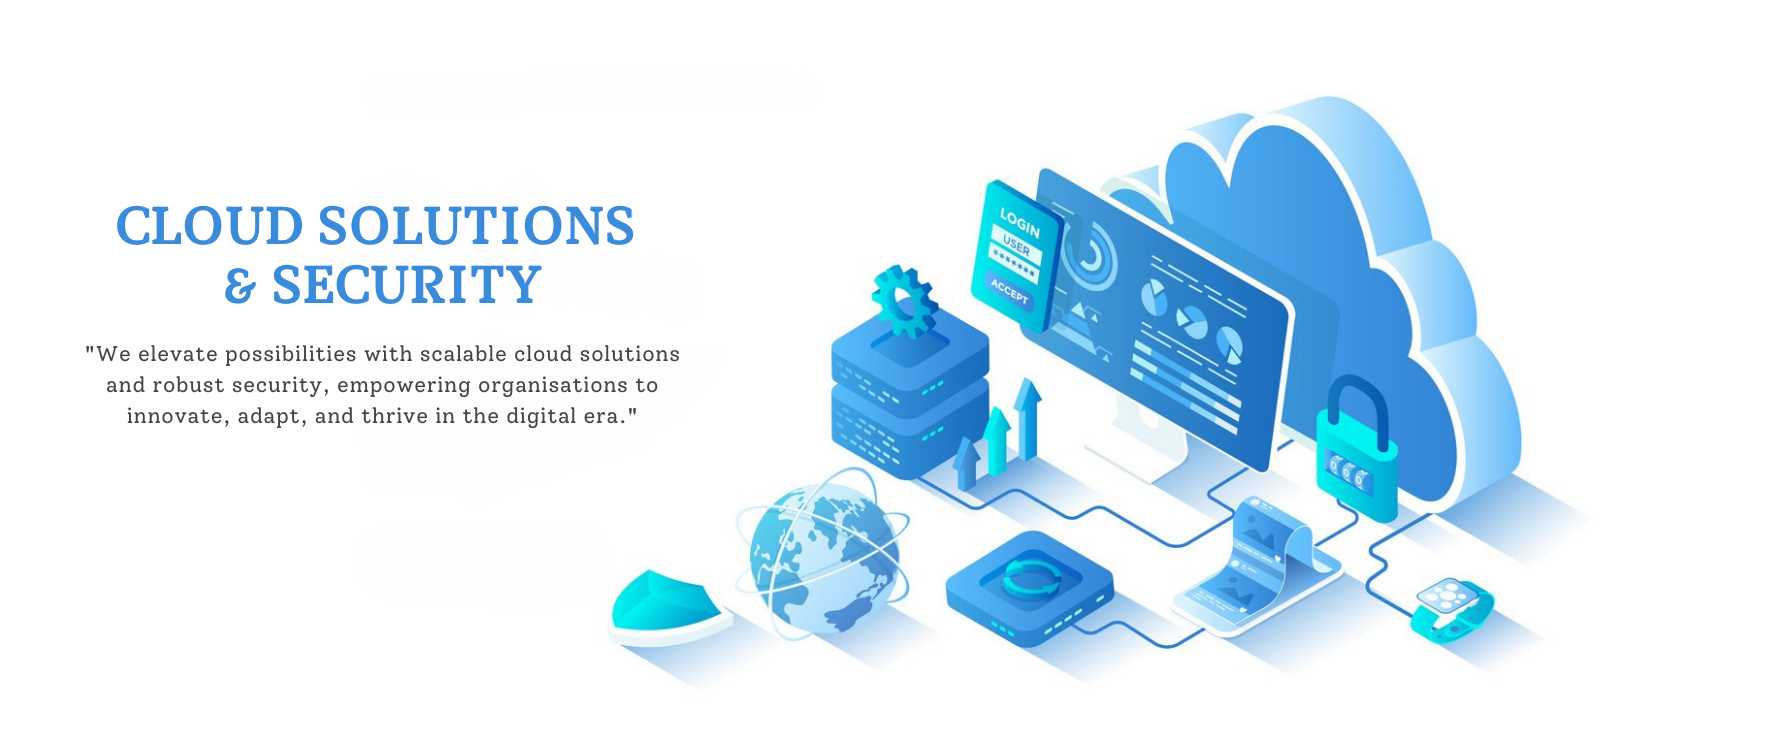 CLOUD SOLUTIONS
& SECURITY
"We elevate possibilities with scalable cloud solutions
and robust security, empowering organisations to
innovate, adapt, and thrive in the digital era."
LOGIN
USER
*******
ACCEPT